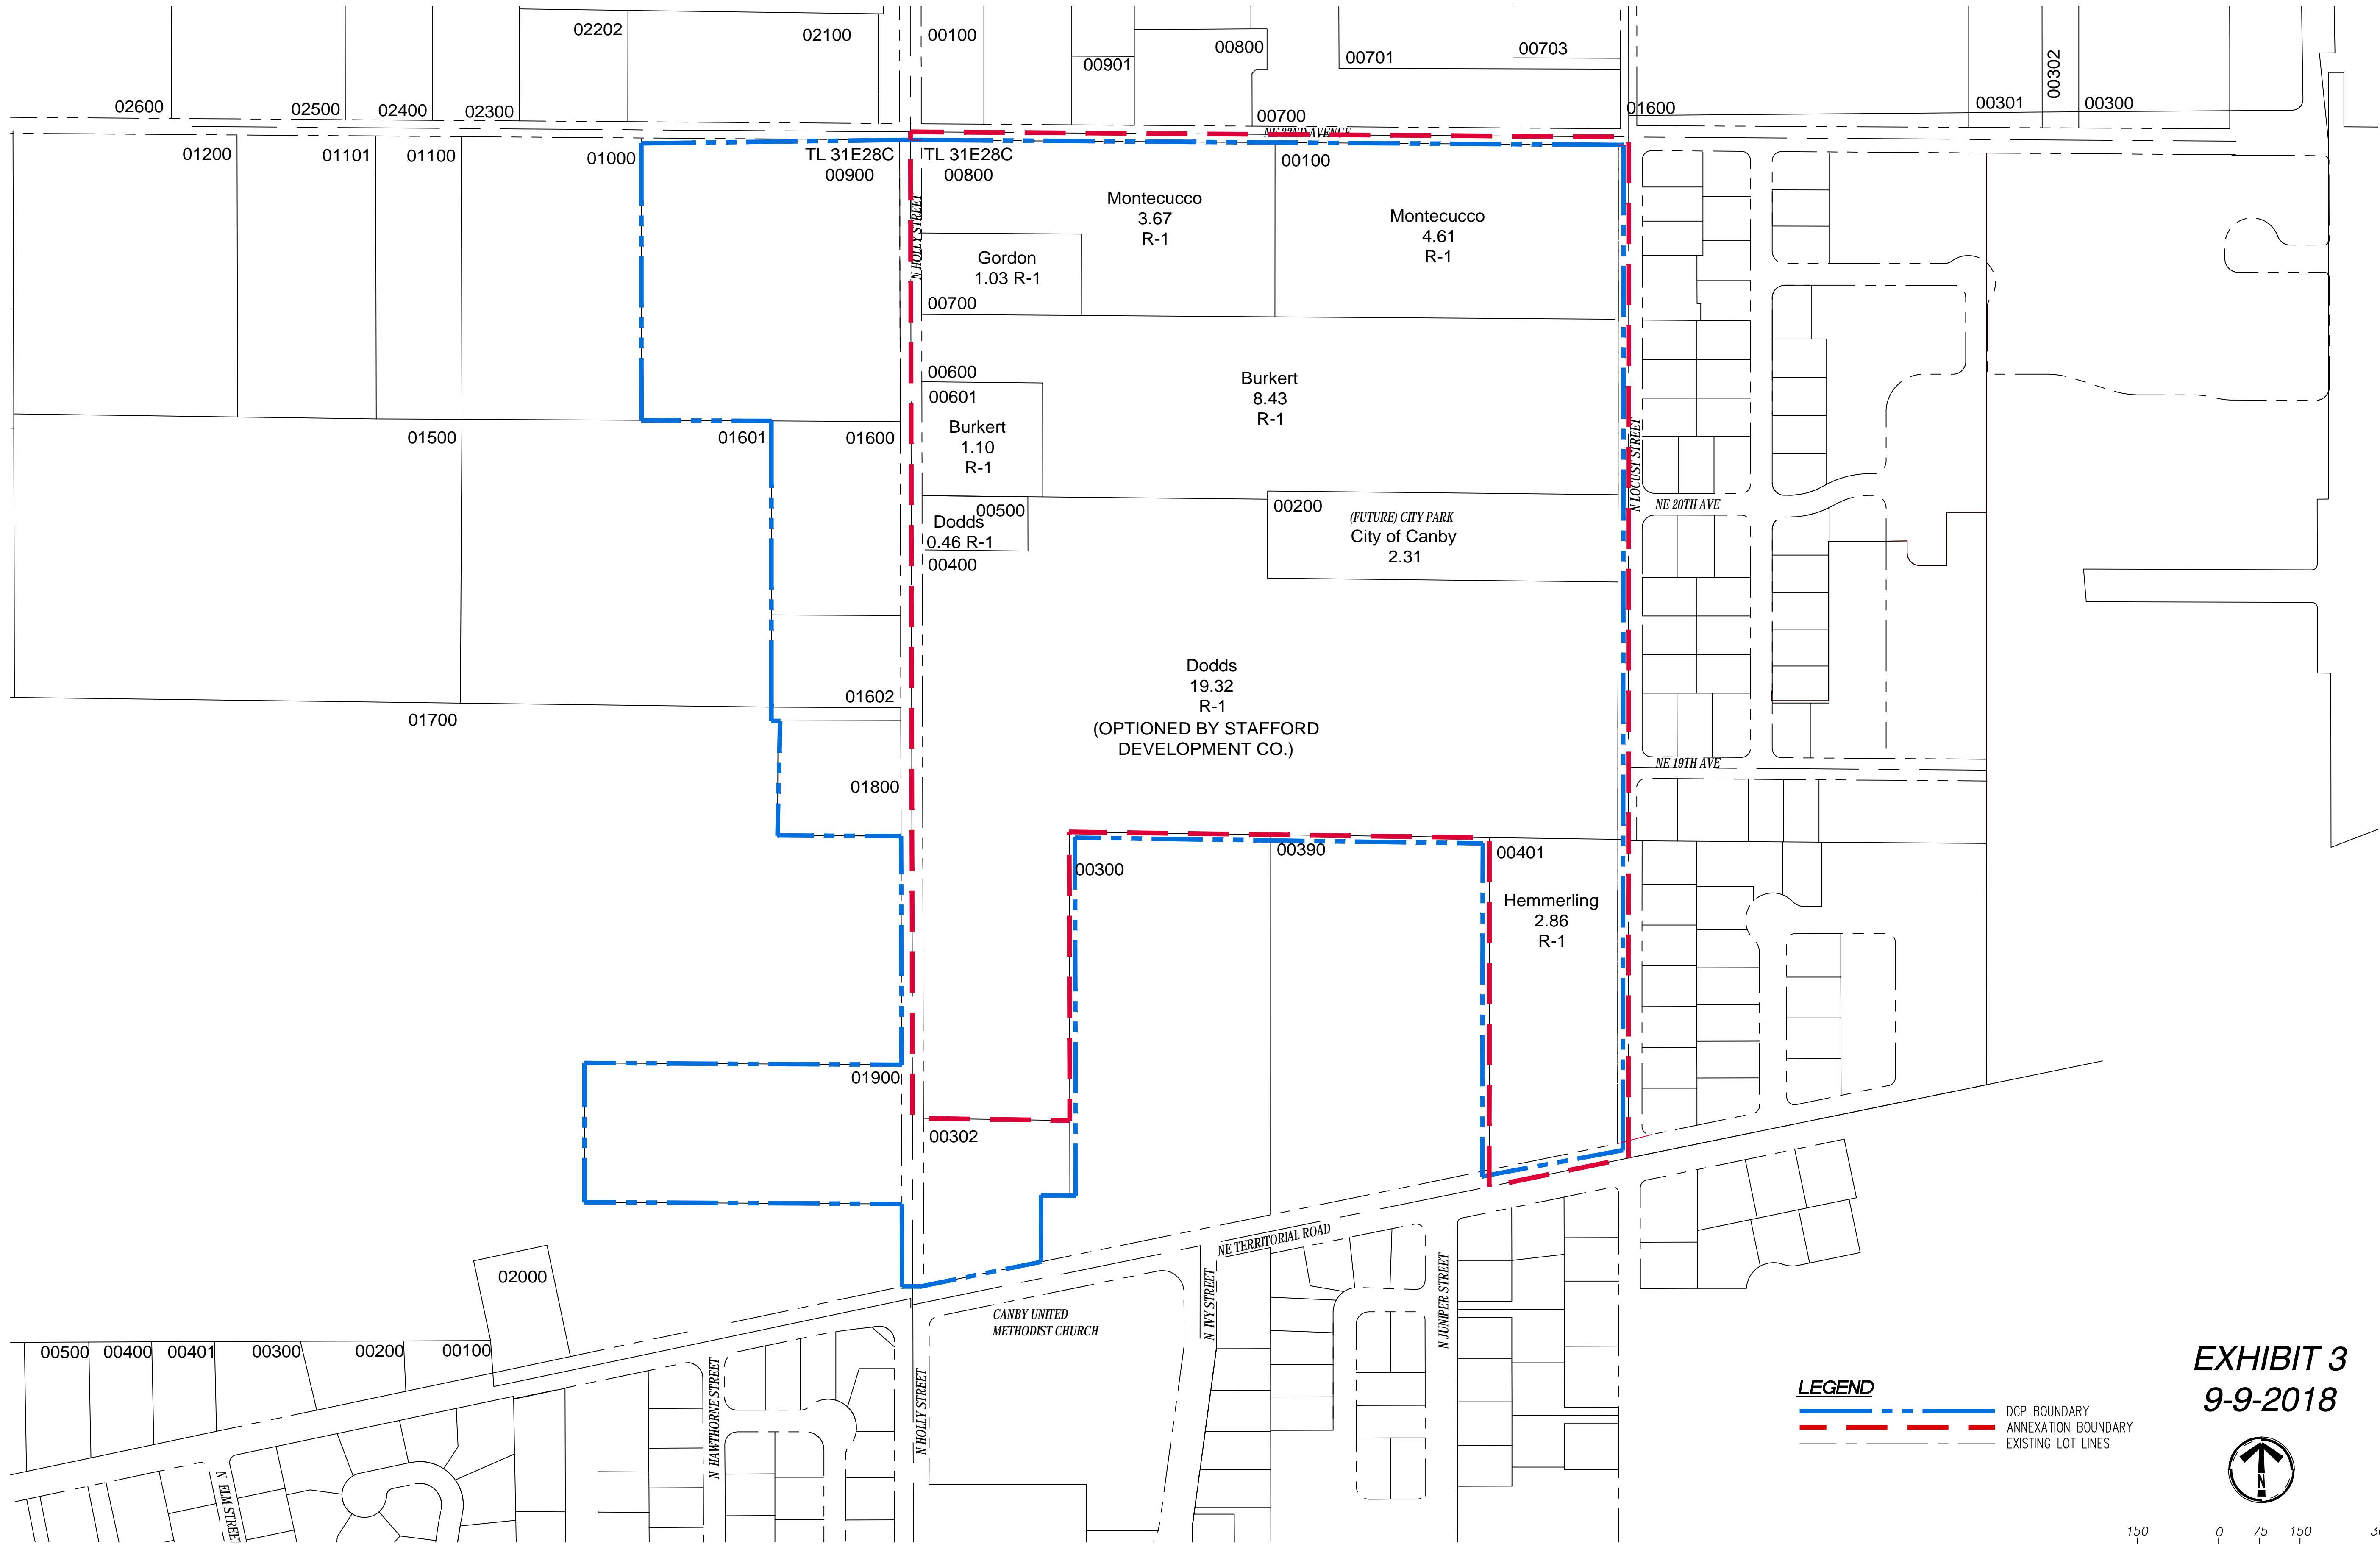 02202
02100
00100
00901
00800
00701
00703
00302
02600
02500
02400
02300
00700
01600
00301
00300
NE 22ND AVENUE
01200
01101
01100
01000
TL 31E28C
00900
TL 31E28C
00800
00100
N HOLLY STREET
Montecucco
3.67
R-1
Montecucco
4.61
R-1
Gordon
1.03 R-1
00700
00600
00601
Burkert
1.10
R-1
Burkert
8.43
R-1
01500
01601
01600
N LOCUST STREET
NE 20TH AVE
00500
Dodds
0.46 R-1
00400
00200
(FUTURE) CITY PARK
City of Canby
2.31
Dodds
19.32
R-1
(OPTIONED BY STAFFORD
DEVELOPMENT CO.)
01602
01700
01800
NE 19TH AVE
00300
00390
00401
Hemmerling
2.86
R-1
01900
00302
NE TERRITORIAL ROAD
02000
CANBY UNITED
METHODIST CHURCH
N IVY STREET
N JUNIPER STREET
00500
00400
00401
00300
00200
00100
N HAWTHORNE STREET
N HOLLY STREET
N ELM STREET
EXHIBIT 3
9-9-2018
LEGEND
DCP BOUNDARY
ANNEXATION BOUNDARY
EXISTING LOT LINES
N
150
0
75
150